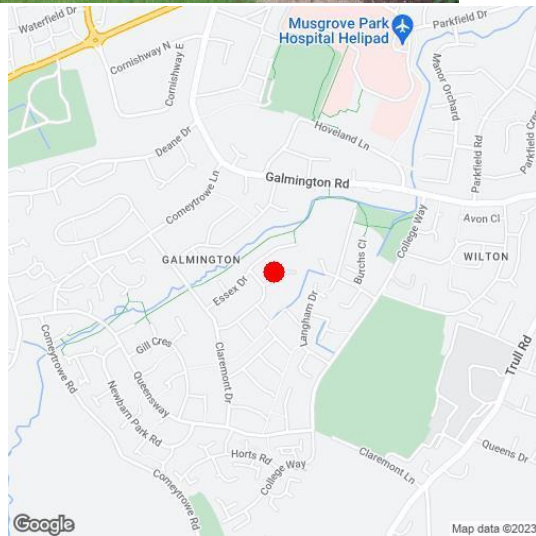 Waterfield Dr
Musgrove Park
Hospital Helipad
Parkfield Dr
Cornishway N
Cornishway E
Manor Orchard
Hoveland Ln
Deane Dr
Parkfield Rd
Parkfield Cres
Comeytrowe Ln
Galmington Rd
Avon Cl
College Way
GALMINGTON
Burchs Cl
WILTON
Essex Dr
Langham Dr
Trull Rd
Comeytrowe Rd
Gill Cres
Claremont Dr
Queensway
Newbarn Park Rd
Horts Rd
College Way
Claremont Ln
Queens Dr
Comeytrowe Rd
Google
Map data ©2023